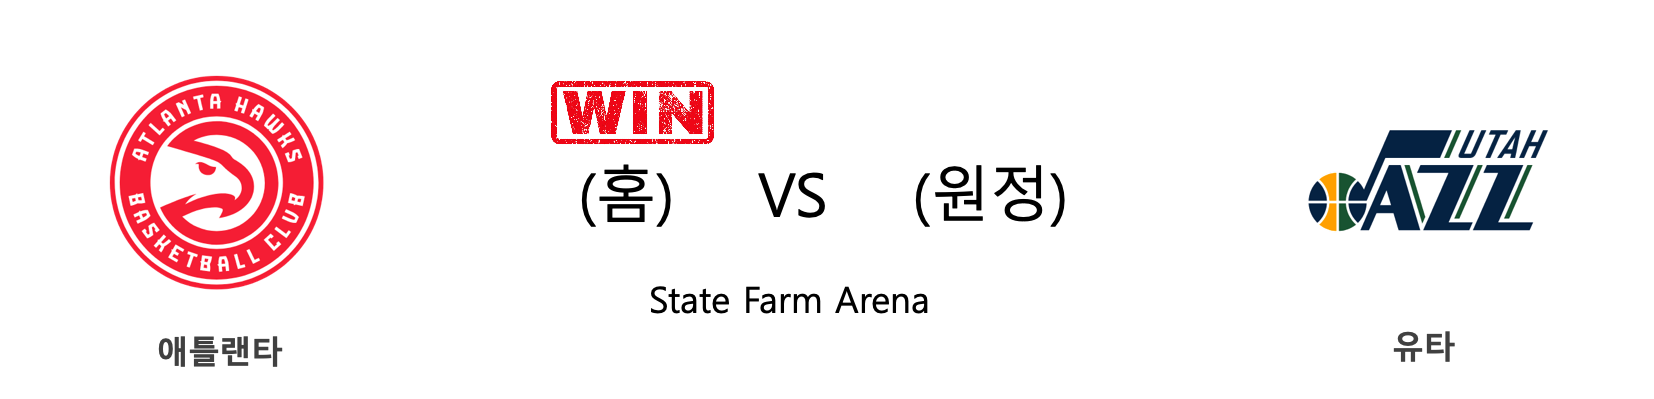 ATLANTA HAWKS
BASKETBALL CLUB
WIN
(홈) VS (원정)
State Farm Arena
애틀랜타
UTAH
JAZZ
유타